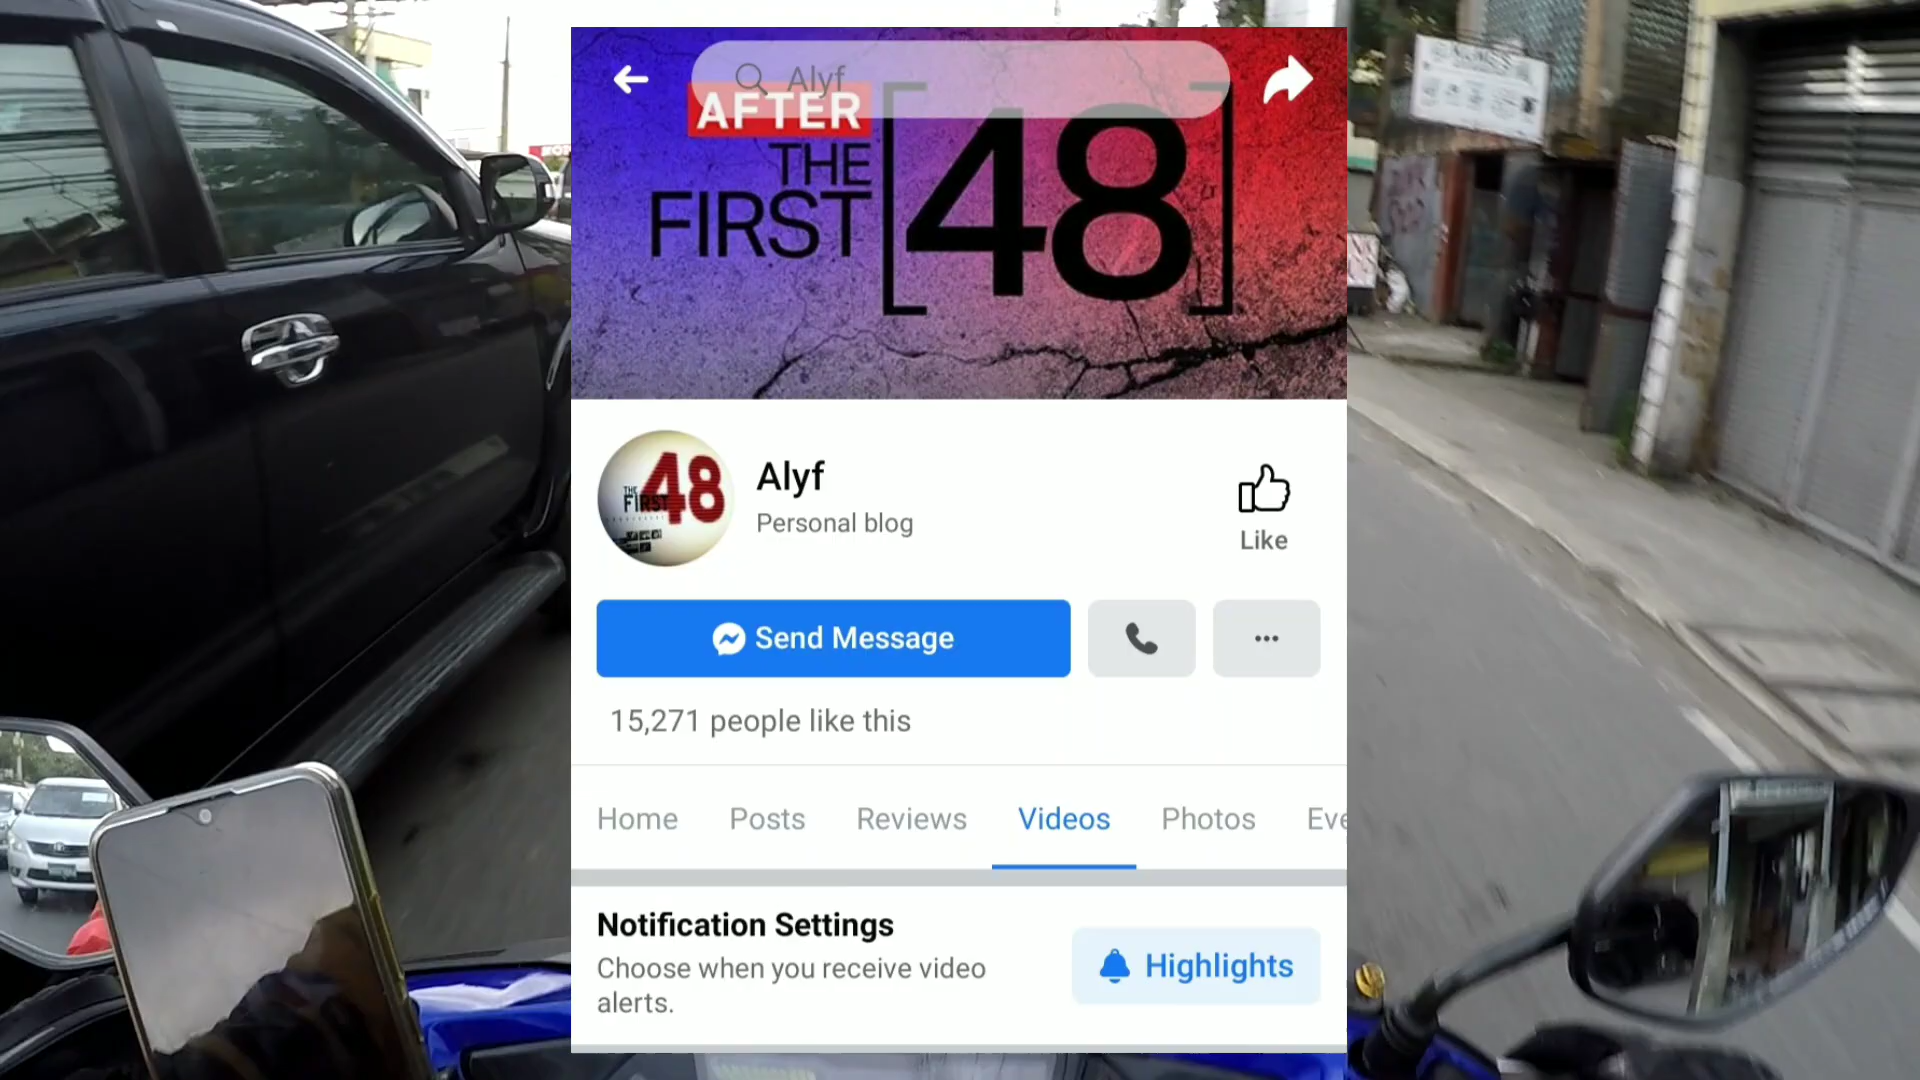 Alyf
AFTER
THE
FIRST
[48]
THE
FIRST
48
Alyf
Personal blog
Like
Send Message
15,271 people like this
Home
Posts
Reviews
Videos
Photos
Eve
Notification Settings
Choose when you receive video
alerts.
Highlights